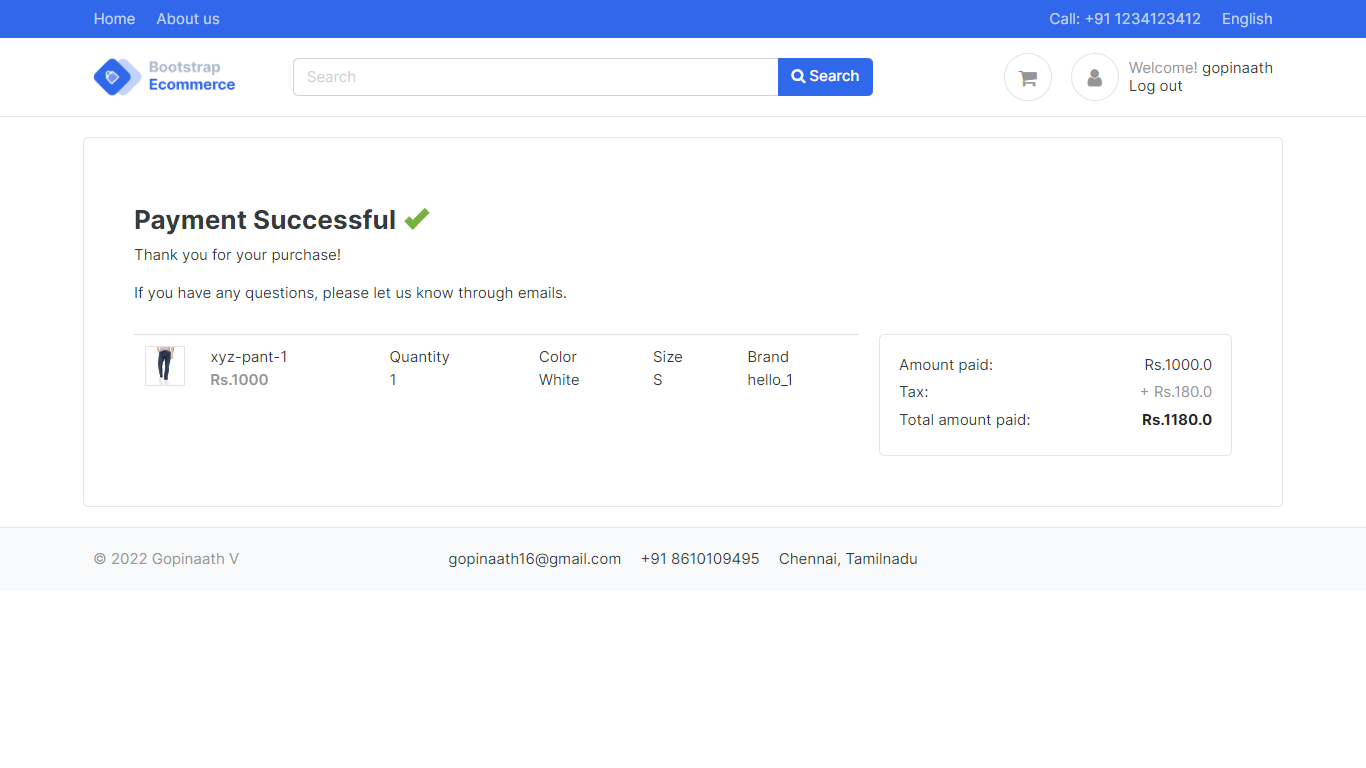 Home About us Call: +91 1234123412 English
Bootstrap
Ecommerce
Search
Search
Welcome! gopinaath
Log out
Payment Successful
Thank you for your purchase!
If you have any questions, please let us know through emails.
xyz-pant-1 Quantity Color Size Brand
Rs.1000 1 White S hello_1
Amount paid: Rs.1000.0
Tax: + Rs.180.0
Total amount paid: Rs.1180.0
© 2022 Gopinaath V gopinaath16@gmail.com +91 8610109495 Chennai, Tamilnadu